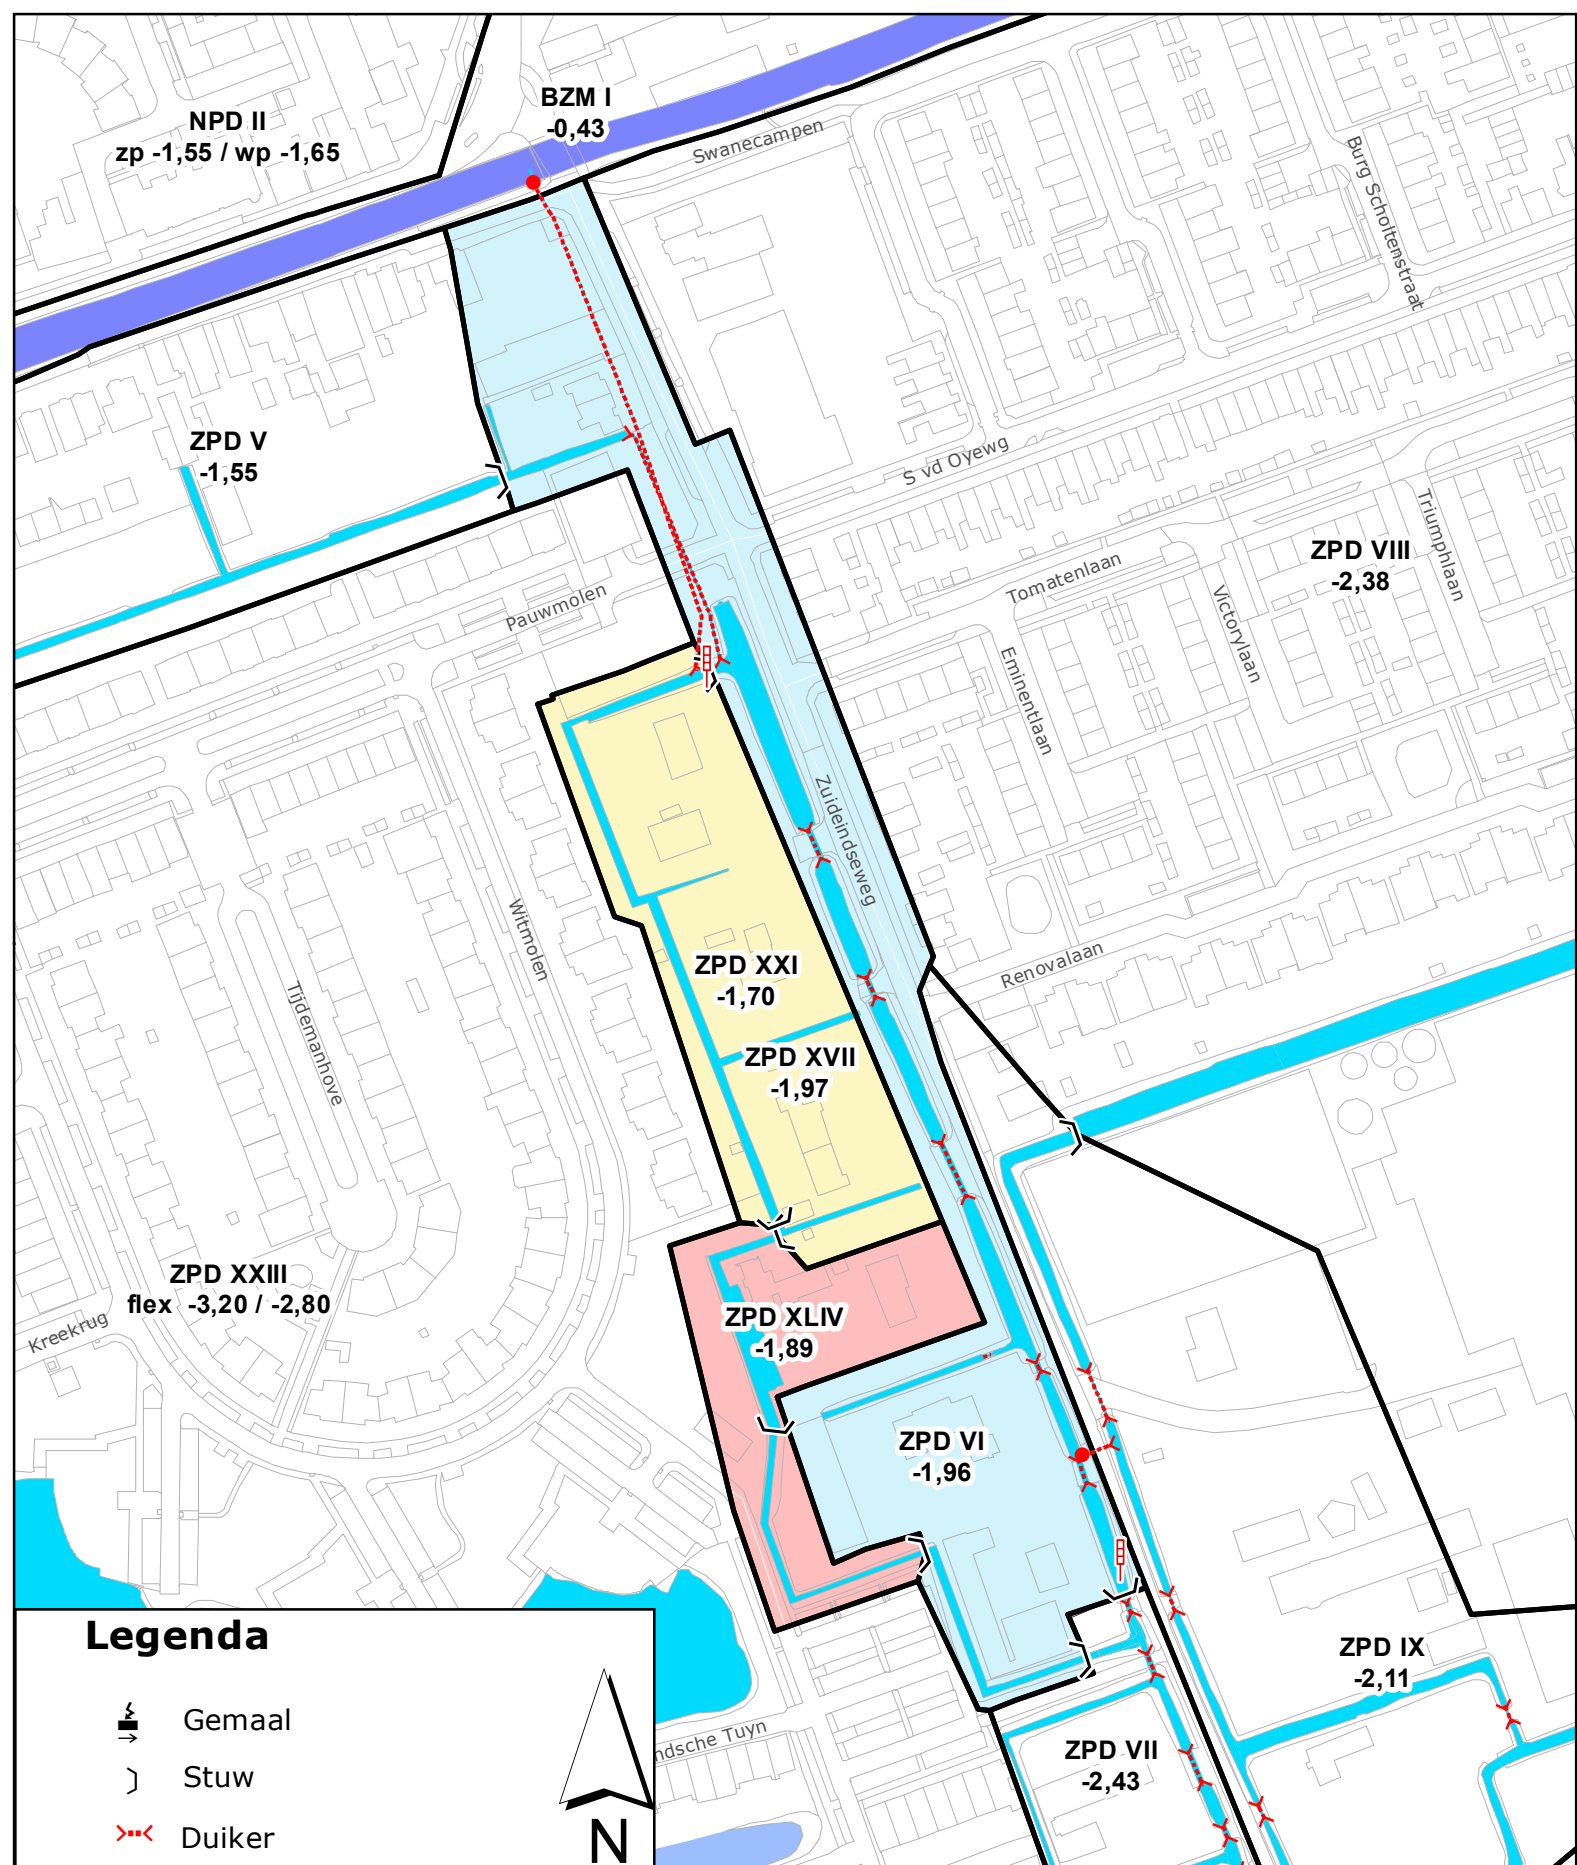 BZM I
-0,43
NPD II
zp -1,55 / wp -1,65
Swanecampen
Burg Scholtenstraat
ZPD V
-1,55
S vd Oyewg
Triumphlaan
ZPD VIII
-2,38
Tomatenlaan
Victorylaan
Pauwmolen
Eminentlaan
Zuideindseweg
Witmolen
Renovalaan
ZPD XXI
-1,70
Tijdemanhove
ZPD XVII
-1,97
ZPD XXIII
flex -3,20 / -2,80
Kreekrug
ZPD XLIV
-1,89
ZPD VI
-1,96
ZPD IX
-2,11
ndsche Tuyn
ZPD VII
-2,43
Legenda
Gemaal
Stuw
Duiker
N